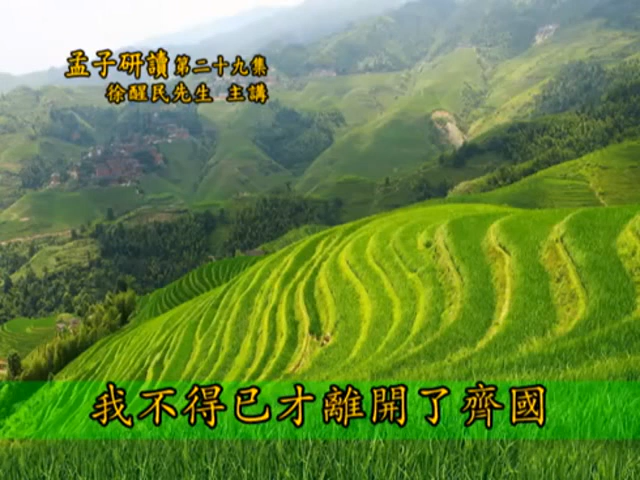 孟子研讀 第二十九集
徐醒民先生 主講
我不得已才離開了齊國